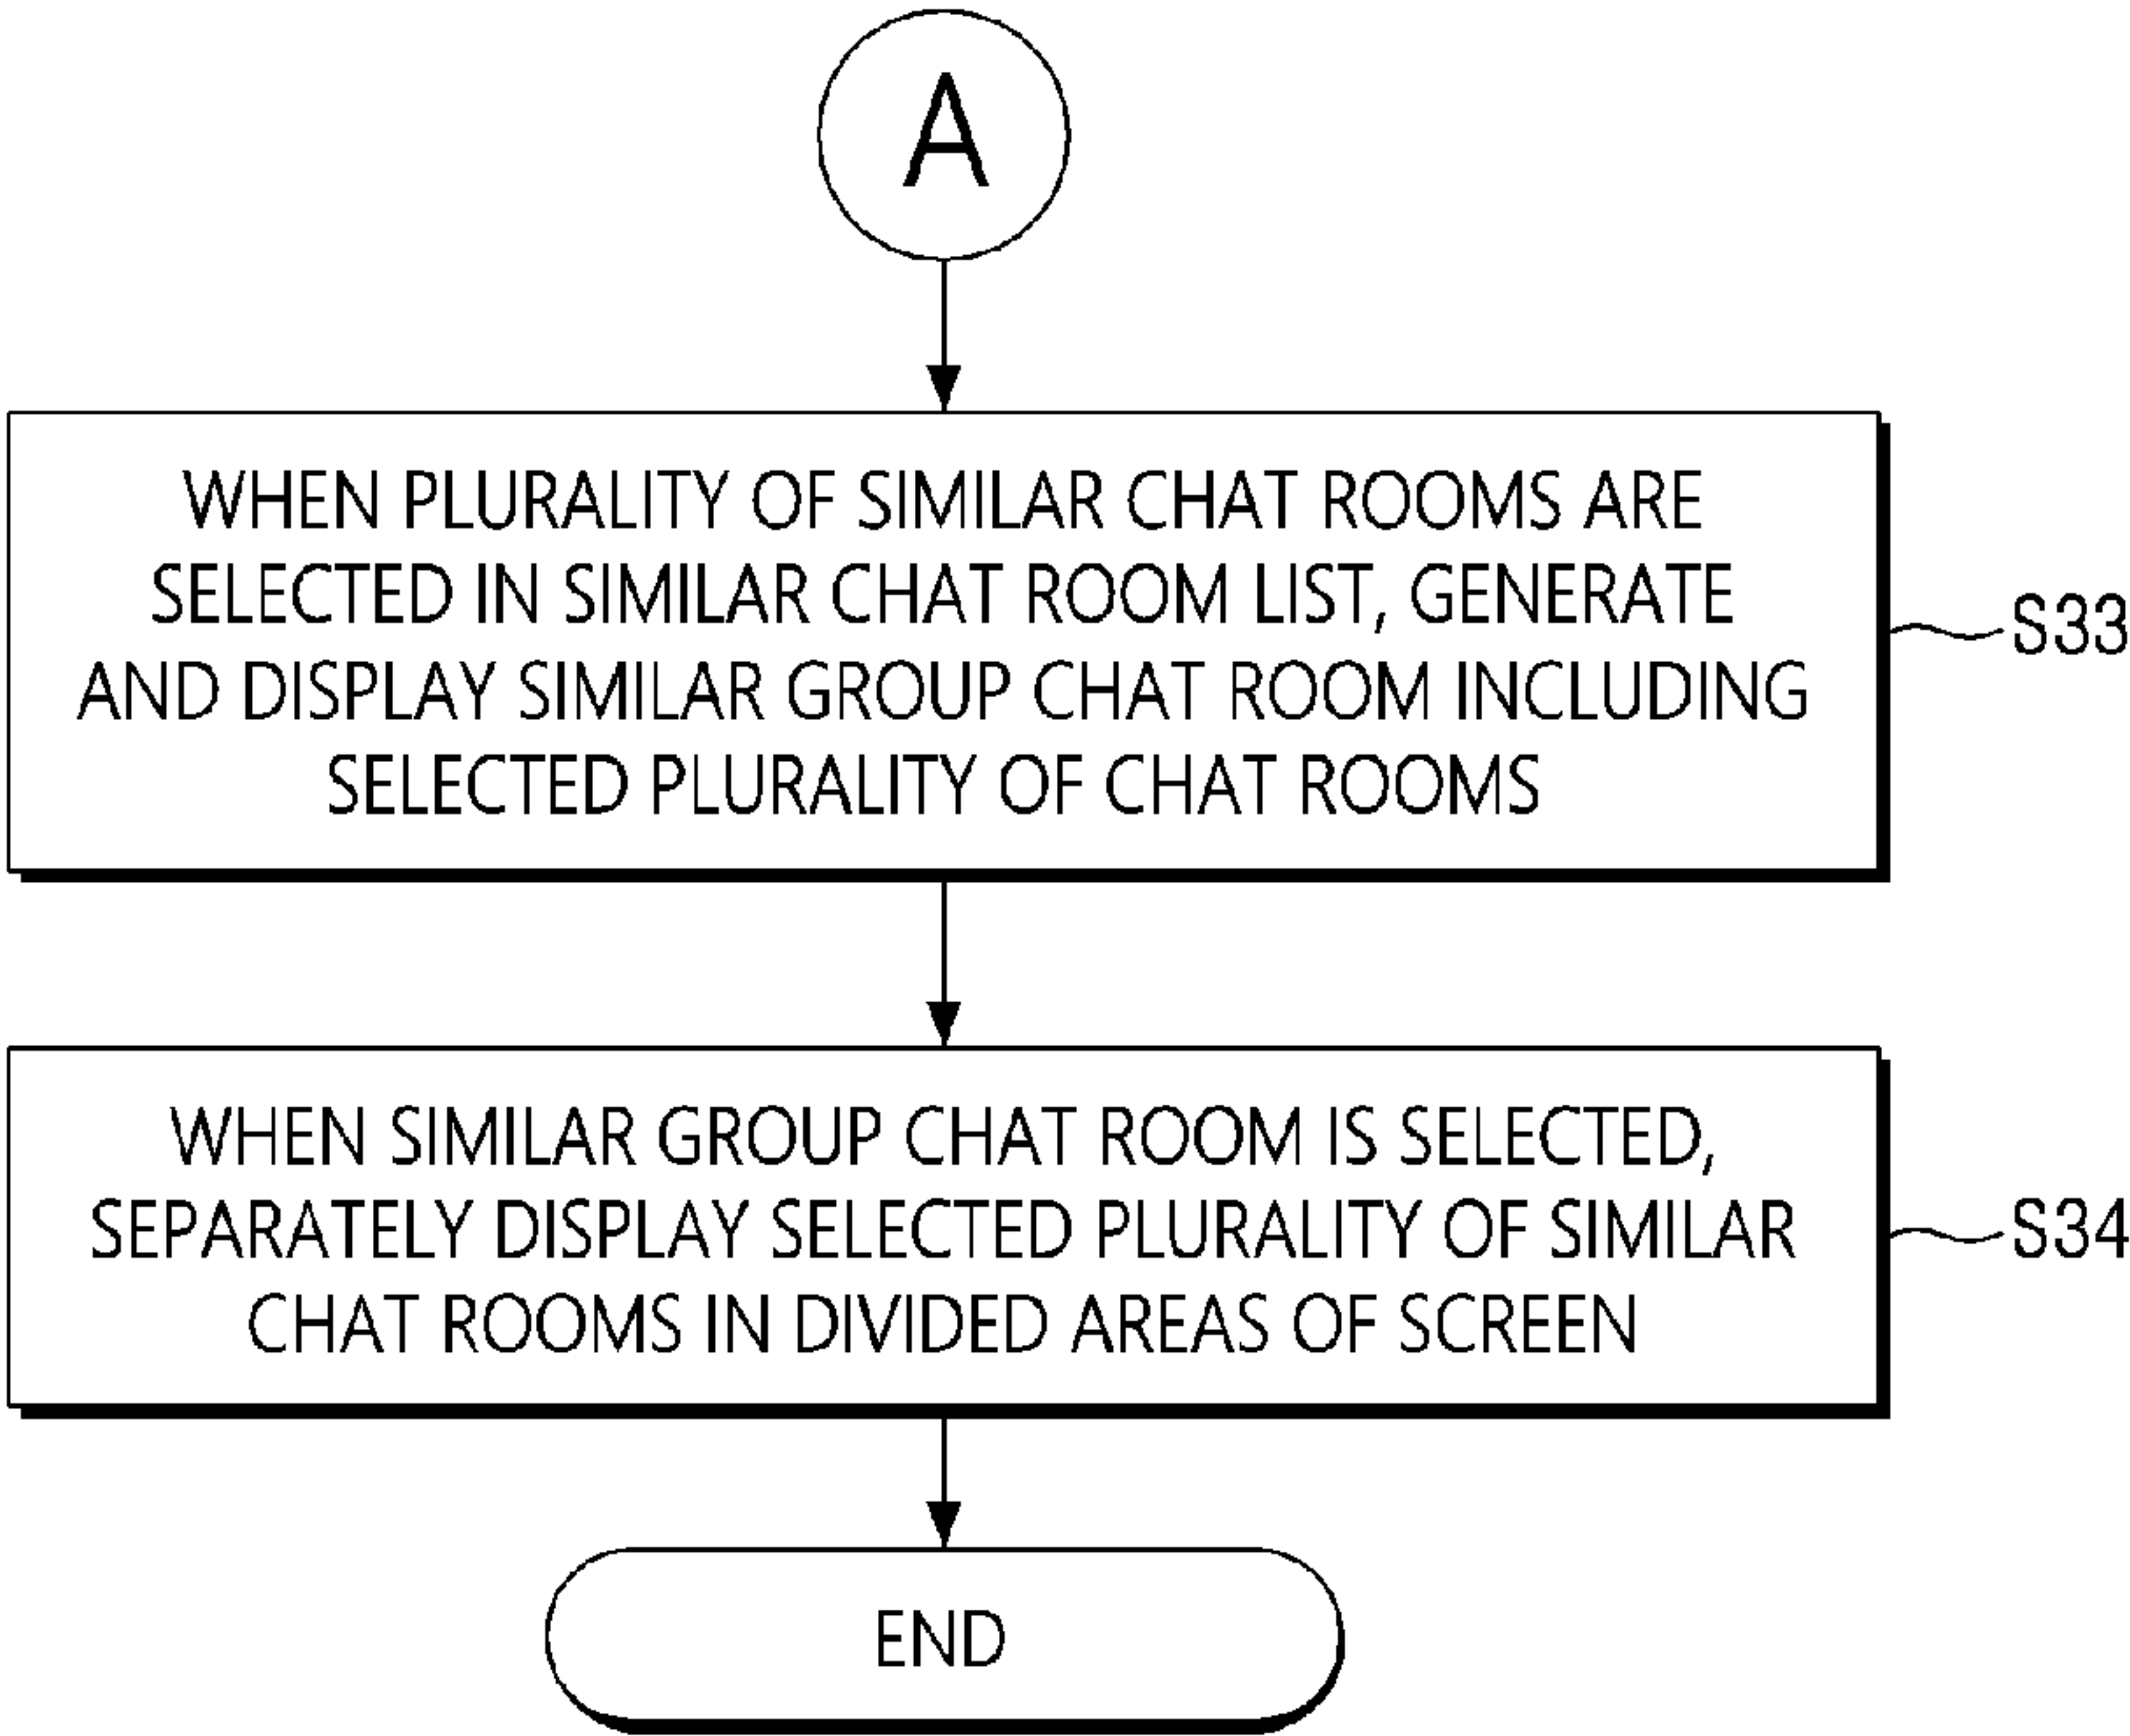 A
WHEN PLURALITY OF SIMILAR CHAT ROOMS ARE
SELECTED IN SIMILAR CHAT ROOM LIST, GENERATE
AND DISPLAY SIMILAR GROUP CHAT ROOM INCLUDING
SELECTED PLURALITY OF CHAT ROOMS
S33
WHEN SIMILAR GROUP CHAT ROOM IS SELECTED,
SEPARATELY DISPLAY SELECTED PLURALITY OF SIMILAR
CHAT ROOMS IN DIVIDED AREAS OF SCREEN
S34
END